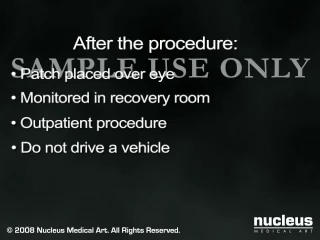 After the procedure:
SAMPLE USE ONLY
• Patch placed over eye
• Monitored in recovery room
• Outpatient procedure
• Do not drive a vehicle
nucleus
MEDICAL ART
© 2008 Nucleus Medical Art. All Rights Reserved.